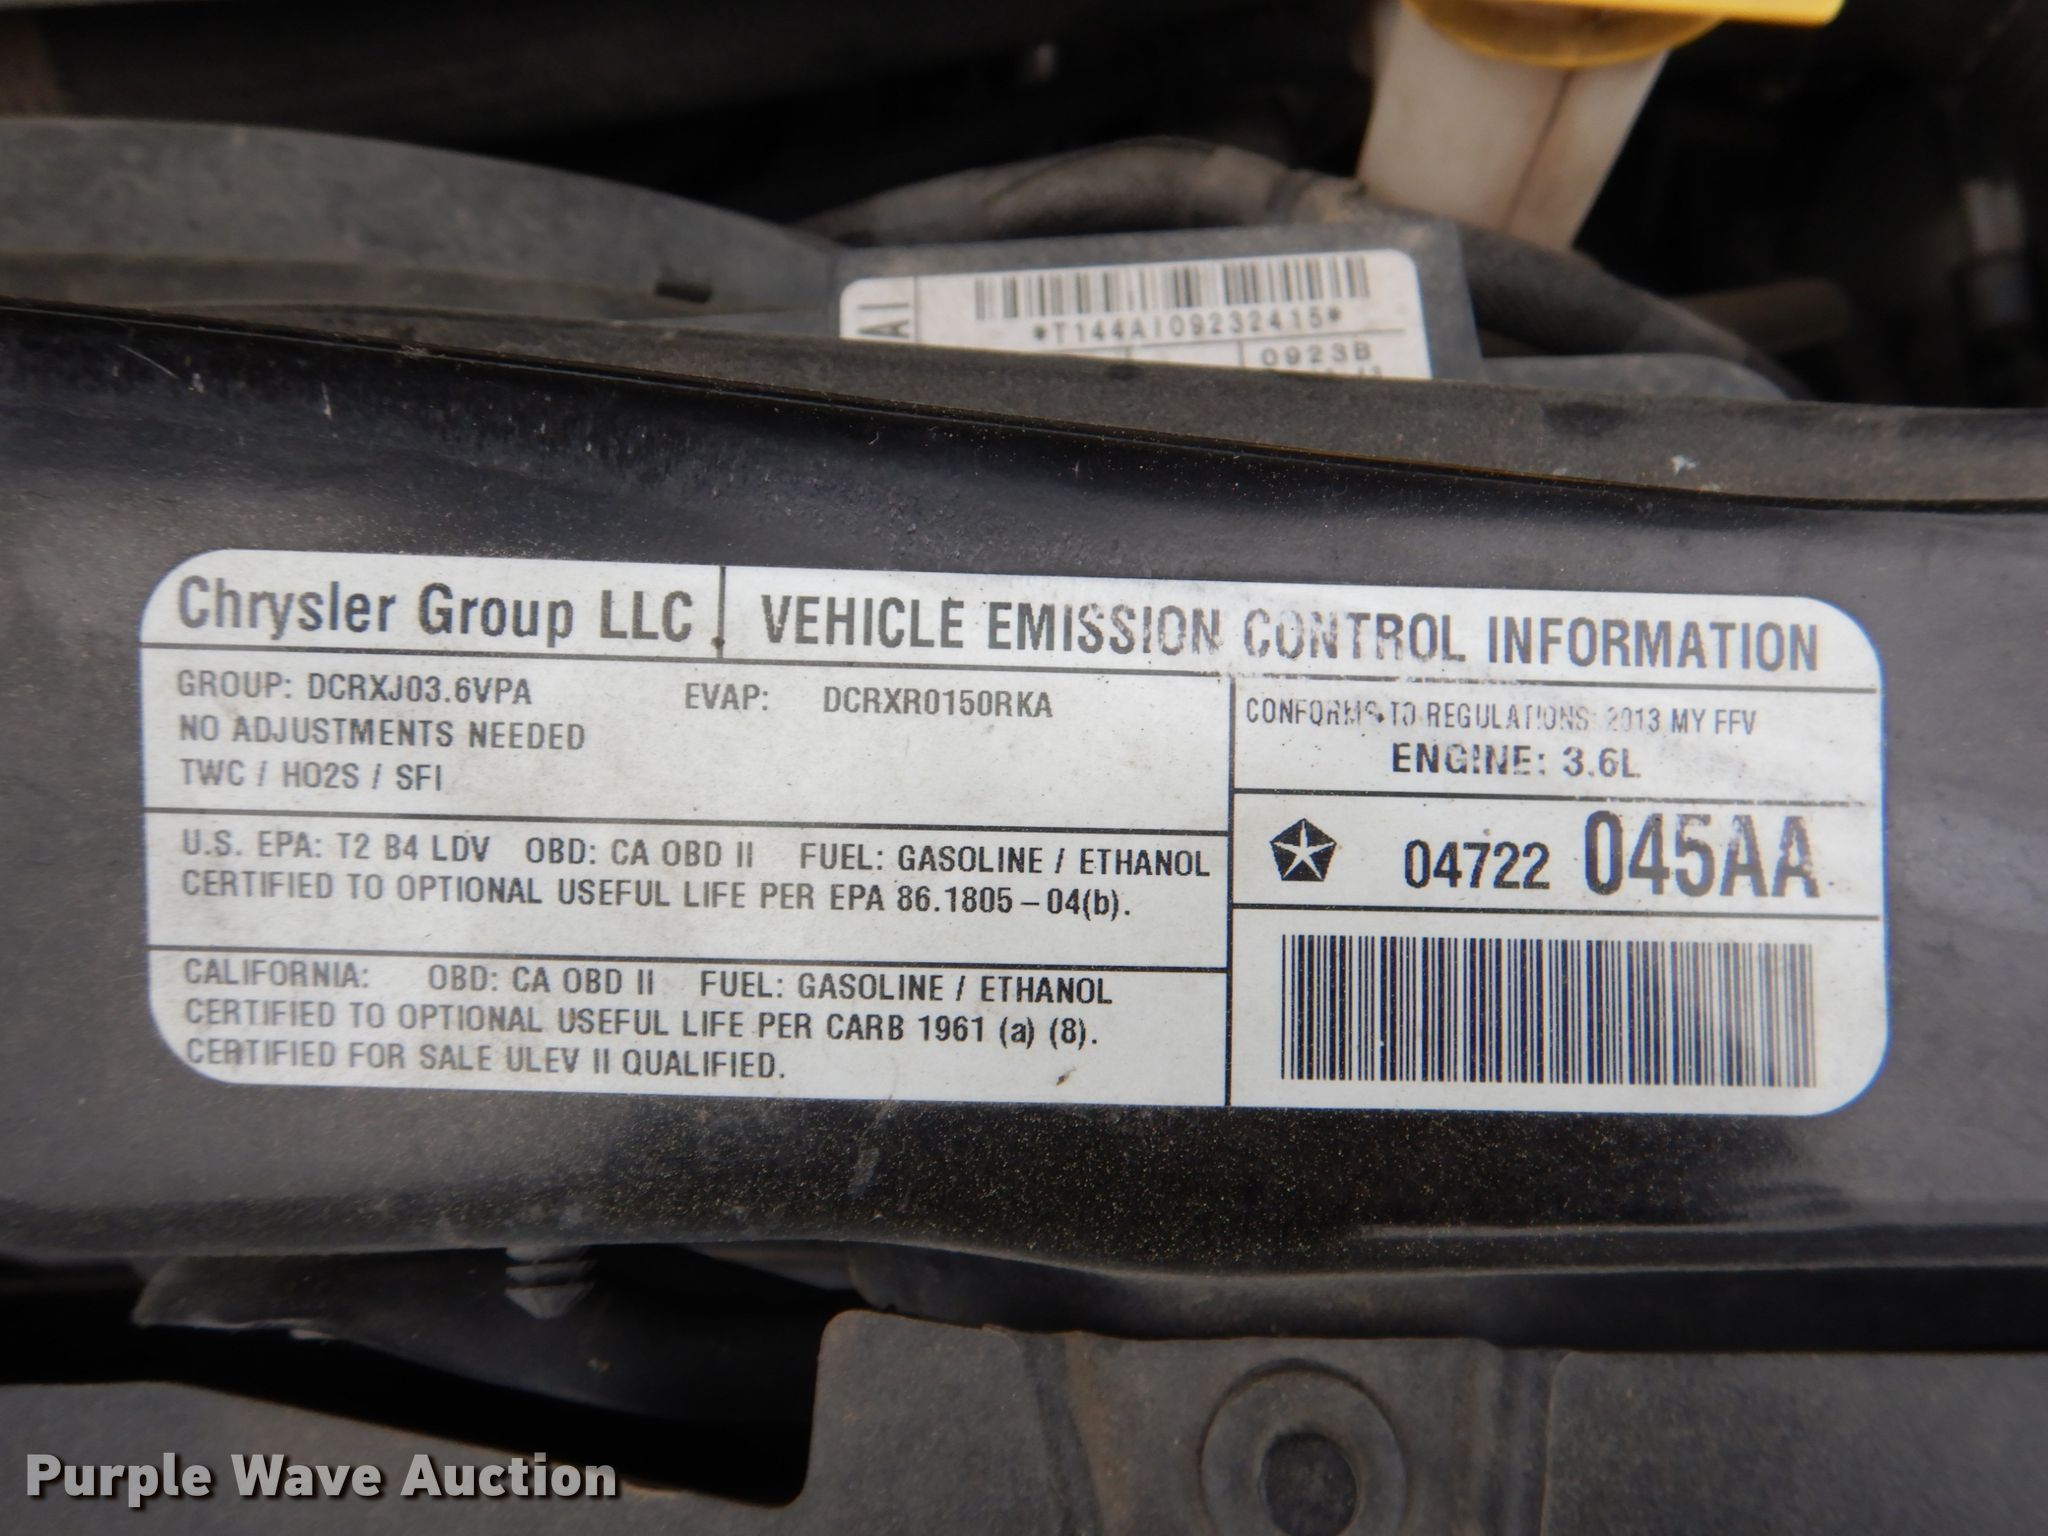 AI
*T144AI09232415*
0923B
Chrysler Group LLC
VEHICLE EMISSION CONTROL INFORMATION
GROUP: DCRXJ03.6VPA EVAP: DCRXR0150RKA
NO ADJUSTMENTS NEEDED
TWC / HO2S / SFI
CONFORMS TO REGULATIONS: 2013 MY FFV
ENGINE: 3.6L
04722 045AA
U.S. EPA: T2 B4 LDV OBD: CA OBD II FUEL: GASOLINE / ETHANOL
CERTIFIED TO OPTIONAL USEFUL LIFE PER EPA 86.1805-04(b).
CALIFORNIA: OBD: CA OBD II FUEL: GASOLINE / ETHANOL
CERTIFIED TO OPTIONAL USEFUL LIFE PER CARB 1961 (a) (8).
CERTIFIED FOR SALE ULEV II QUALIFIED.
Purple Wave Auction